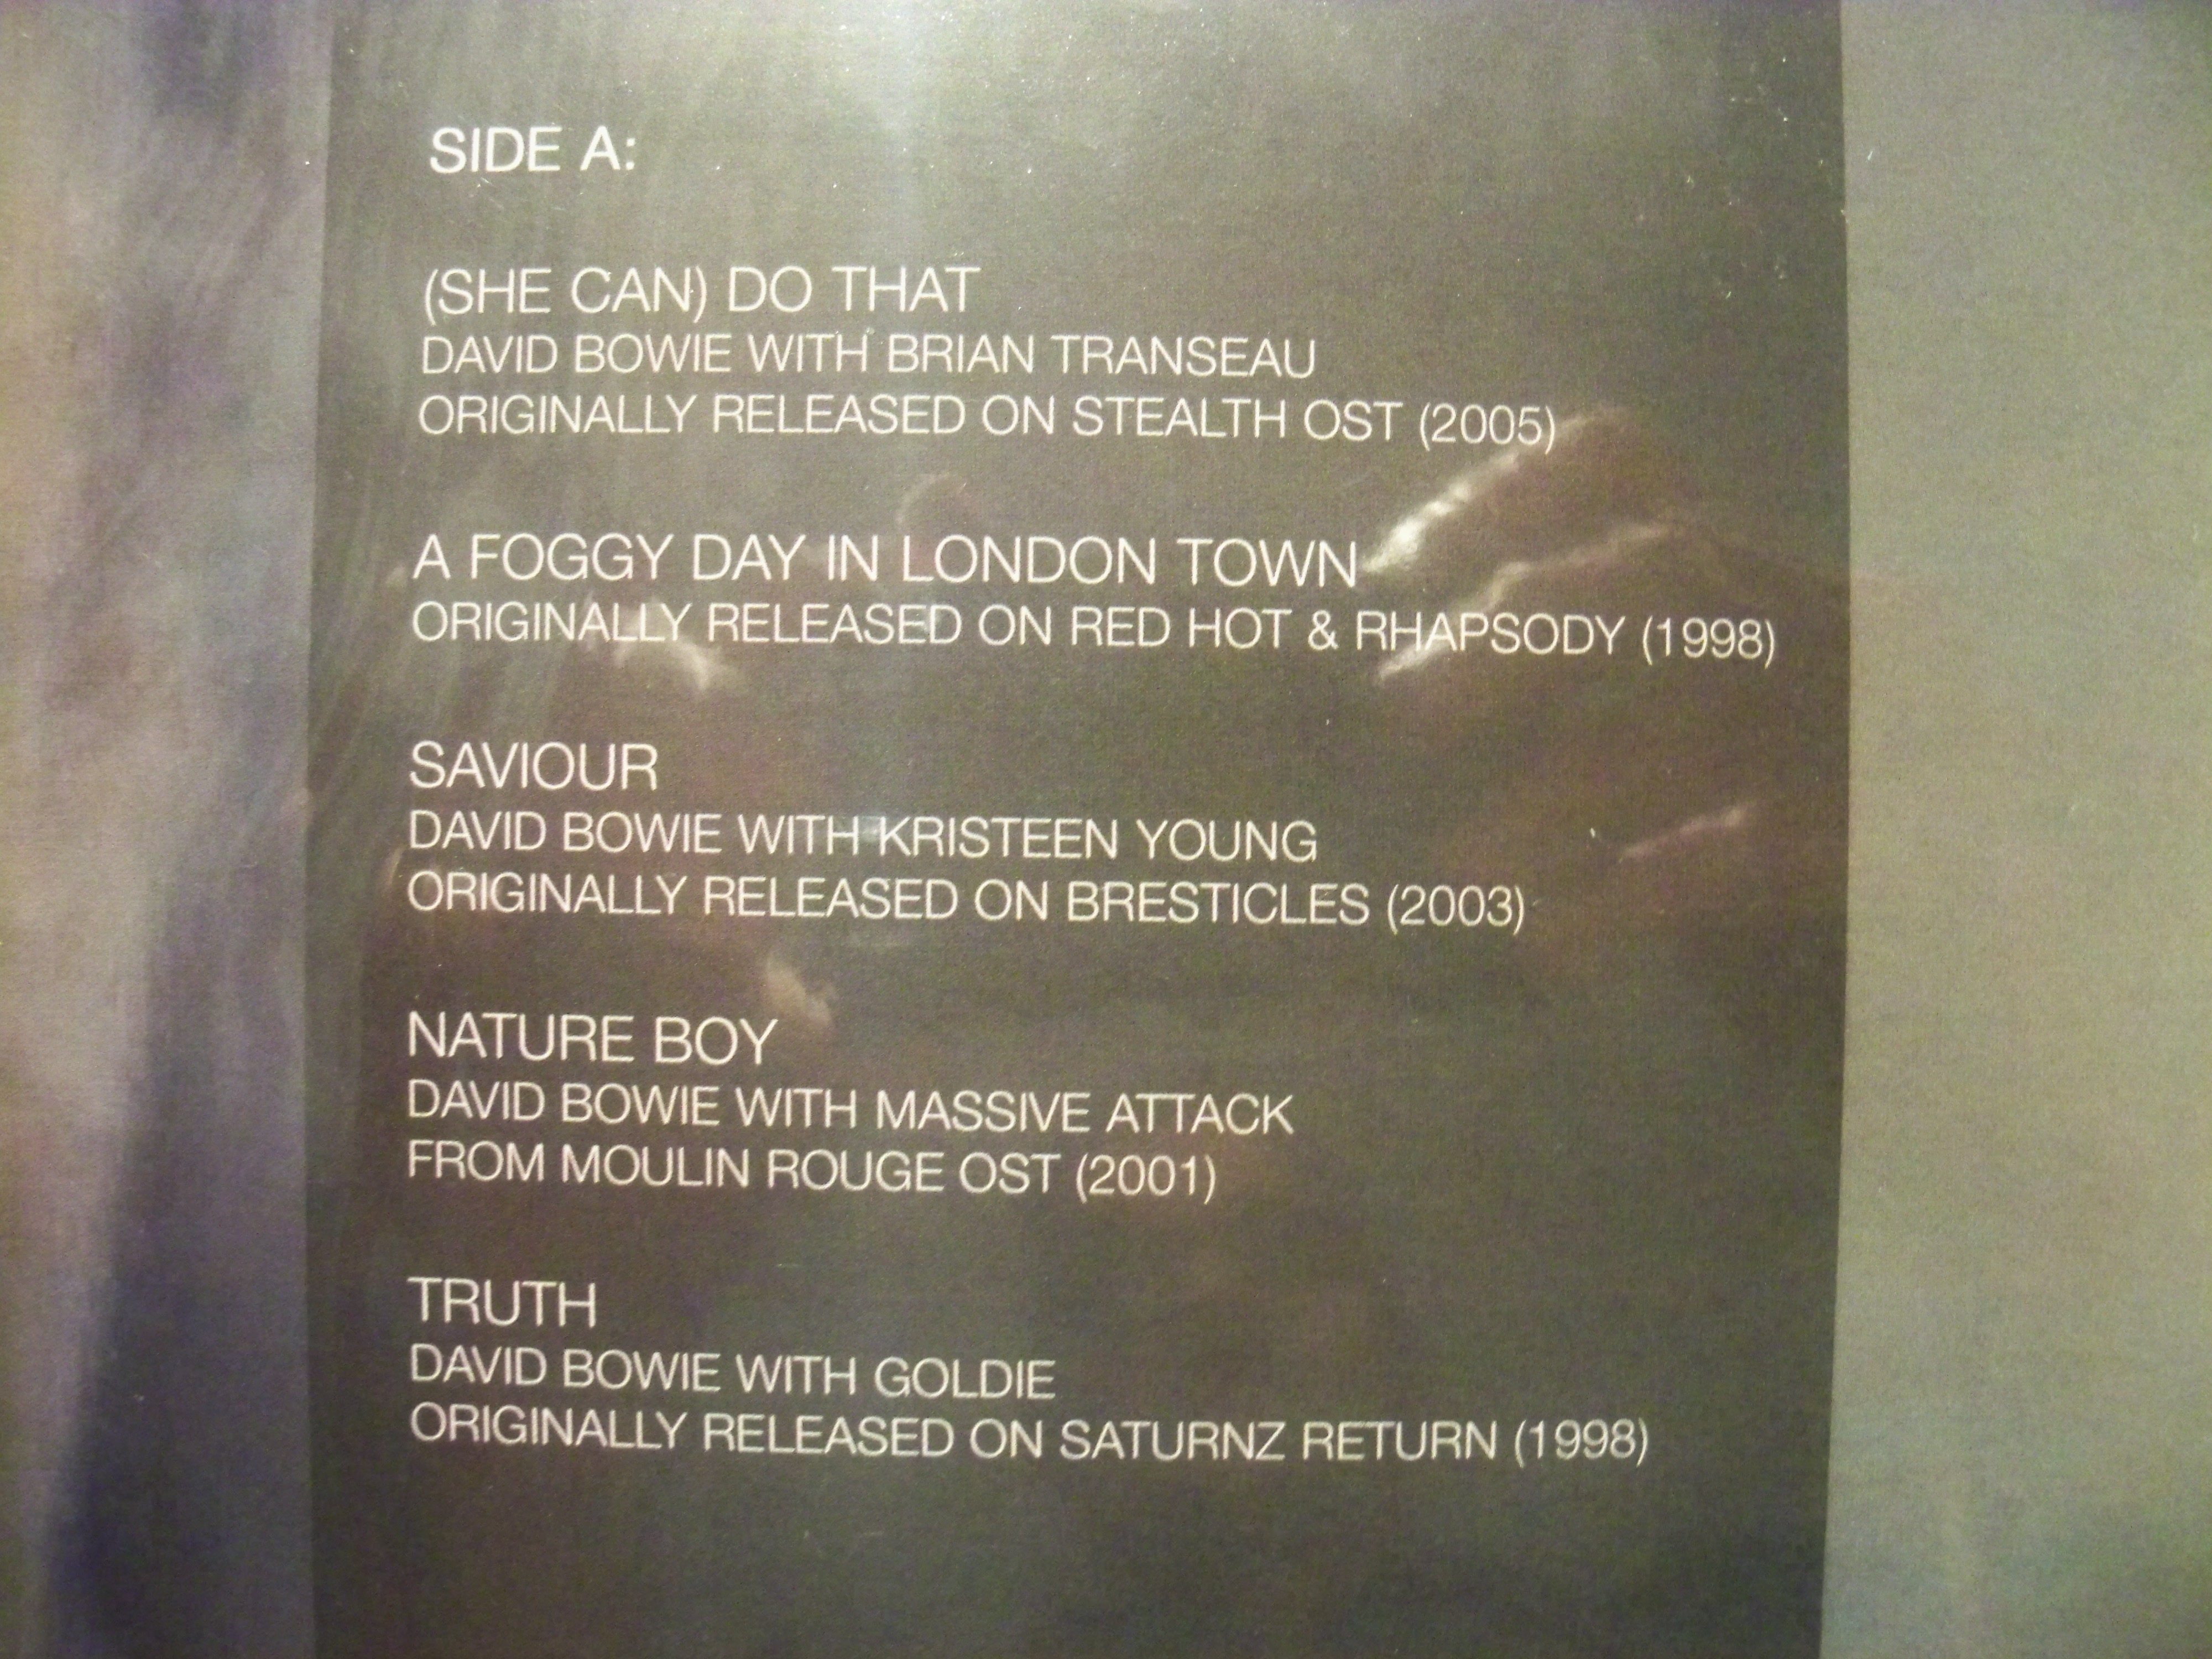 SIDE A:
(SHE CAN) DO THAT
DAVID BOWIE WITH BRIAN TRANSEAU
ORIGINALLY RELEASED ON STEALTH OST (2005)
A FOGGY DAY IN LONDON TOWN
ORIGINALLY RELEASED ON RED HOT & RHAPSODY (1998)
SAVIOUR
DAVID BOWIE WITH KRISTEEN YOUNG
ORIGINALLY RELEASED ON BRESTICLES (2003)
NATURE BOY
DAVID BOWIE WITH MASSIVE ATTACK
FROM MOULIN ROUGE OST (2001)
TRUTH
DAVID BOWIE WITH GOLDIE
ORIGINALLY RELEASED ON SATURNZ RETURN (1998)